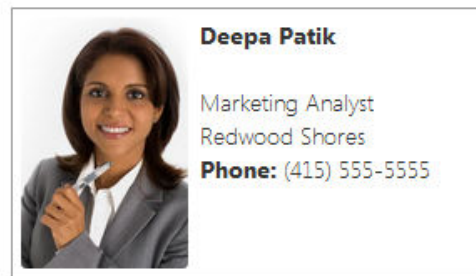 Deepa Patik
Marketing Analyst
Redwood Shores
Phone: (415) 555-5555